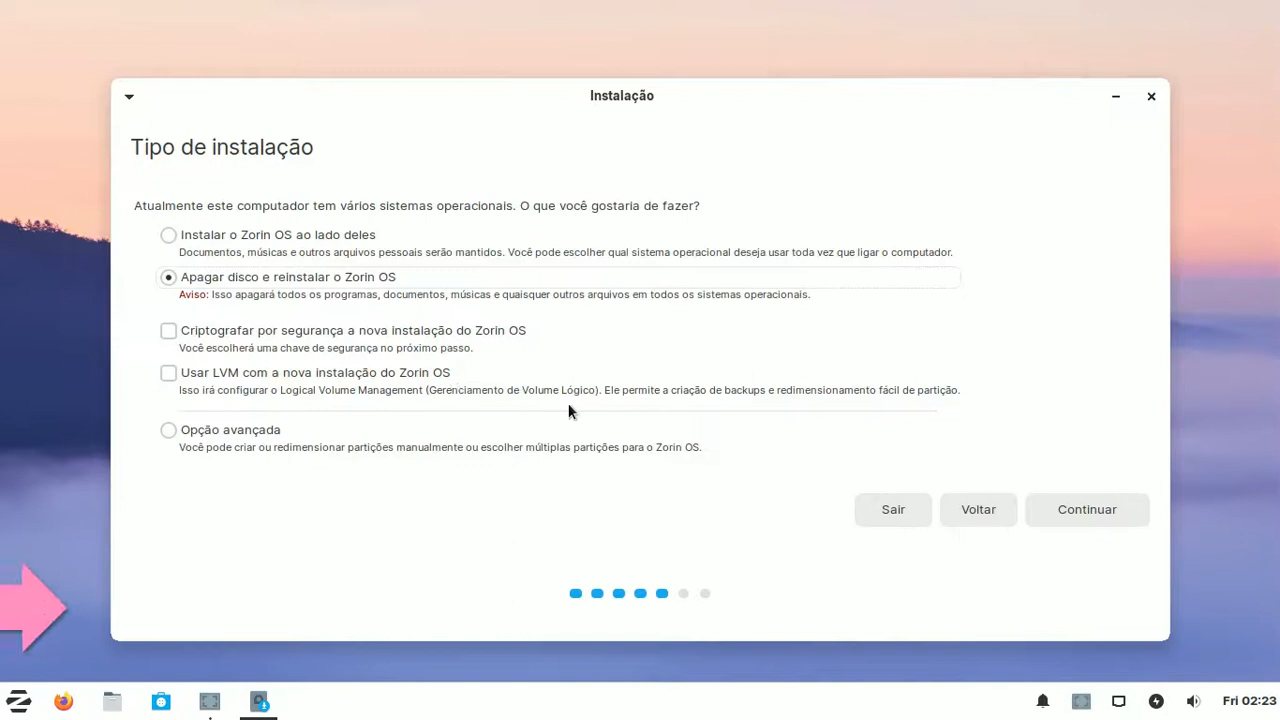 Instalação
Tipo de instalação
Atualmente este computador tem vários sistemas operacionais. O que você gostaria de fazer?
Instalar o Zorin OS ao lado deles
Documentos, músicas e outros arquivos pessoais serão mantidos. Você pode escolher qual sistema operacional deseja usar toda vez que ligar o computador.
Apagar disco e reinstalar o Zorin OS
Aviso: Isso apagará todos os programas, documentos, músicas e quaisquer outros arquivos em todos os sistemas operacionais.
Criptografar por segurança a nova instalação do Zorin OS
Você escolherá uma chave de segurança no próximo passo.
Usar LVM com a nova instalação do Zorin OS
Isso irá configurar o Logical Volume Management (Gerenciamento de Volume Lógico). Ele permite a criação de backups e redimensionamento fácil de partição.
Opção avançada
Você pode criar ou redimensionar partições manualmente ou escolher múltiplas partições para o Zorin OS.
Sair Voltar Continuar
Fri 02:23